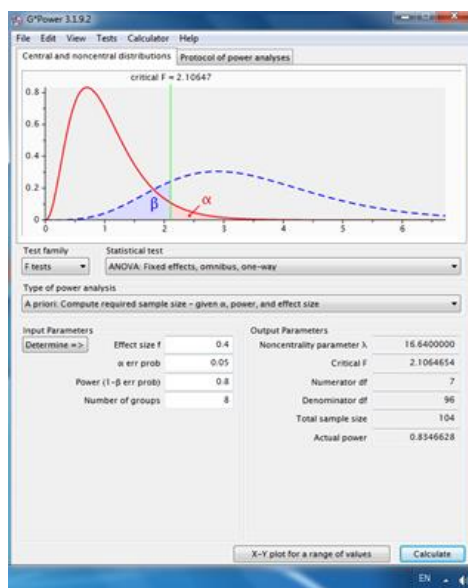 G*Power 3.1.9.2
File Edit View Tests Calculator Help
Central and noncentral distributions Protocol of power analyses
critical F = 2.10647
0.8
0.6
0.4
0.2
0
β
α
0 1 2 3 4 5 6
Test family Statistical test
F tests ANOVA: Fixed effects, omnibus, one-way
Type of power analysis
A priori: Compute required sample size – given α, power, and effect size
Input Parameters Output Parameters
Determine => Effect size f 0.4 Noncentrality parameter λ 16.6400000
α err prob 0.05 Critical F 2.1064654
Power (1-β err prob) 0.8 Numerator df 7
Number of groups 8 Denominator df 96
Total sample size 104
Actual power 0.8346628
X-Y plot for a range of values Calculate
EN